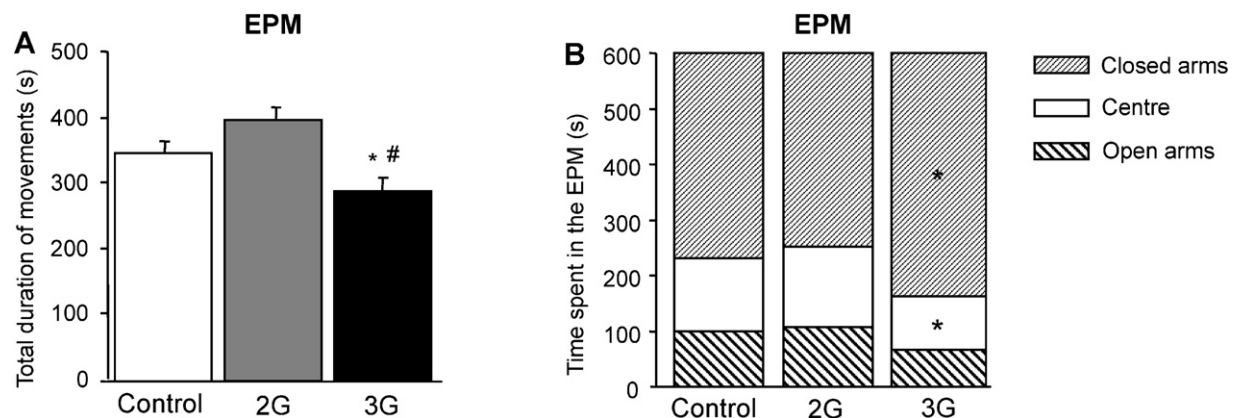 A
EPM
Total duration of movements (s)
500
400
300
200
100
0
* #
Control 2G 3G
B
EPM
Time spent in the EPM (s)
600
500
400
300
200
100
0
*
*
Control 2G 3G
Closed arms
Centre
Open arms